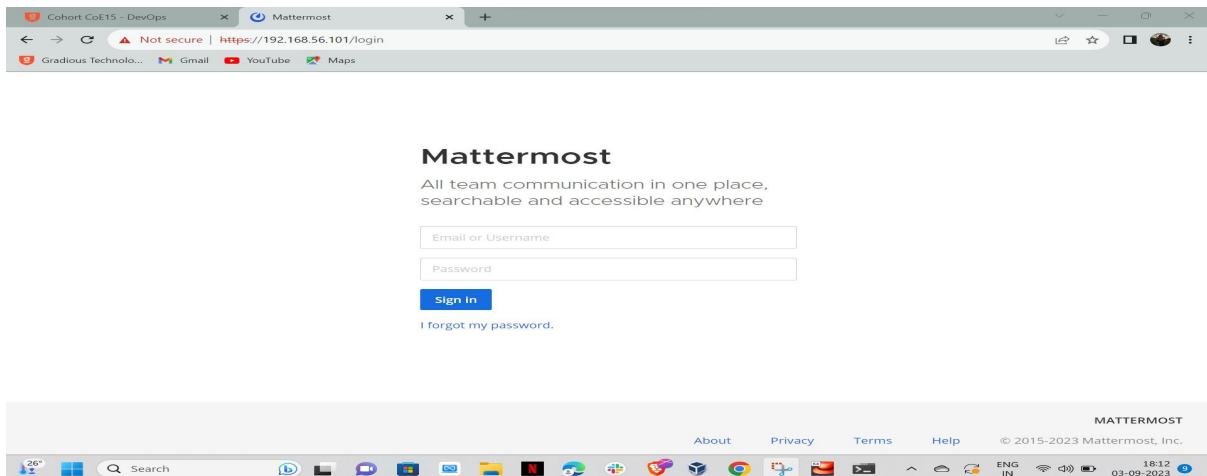 Cohort CoE15 - DevOps
Mattermost
Not secure | https://192.168.56.101/login
Gradious Technolo... Gmail YouTube Maps
Mattermost
All team communication in one place,
searchable and accessible anywhere
Email or Username
Password
Sign in
I forgot my password.
MATTERMOST
About Privacy Terms Help © 2015-2023 Mattermost, Inc.
26°
Search
ENG
IN
18:12
03-09-2023
9